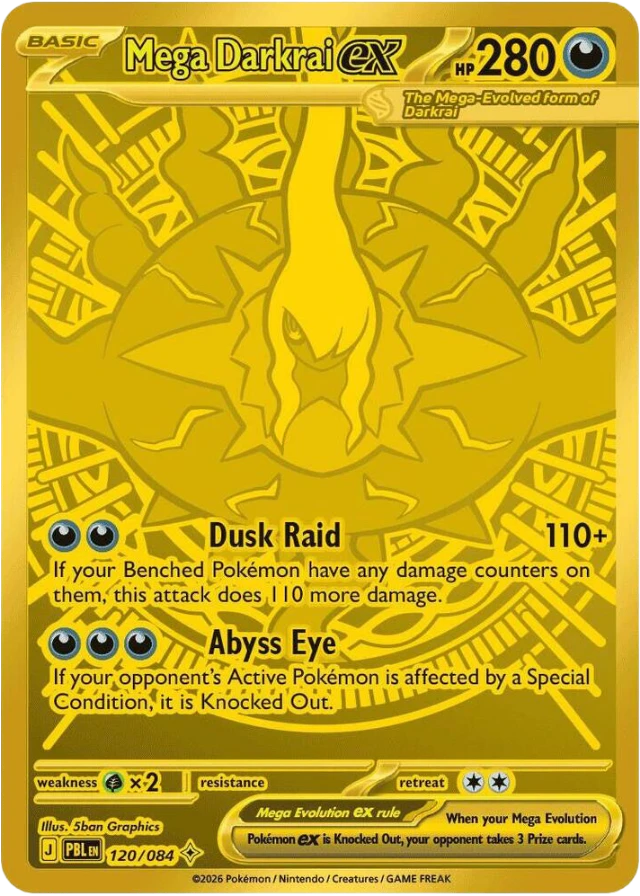 BASIC
Mega Darkrai ex
HP 280
The Mega-Evolved form of
Darkrai
Dusk Raid 110+
If your Benched Pokémon have any damage counters on
them, this attack does 110 more damage.
Abyss Eye
If your opponent's Active Pokémon is affected by a Special
Condition, it is Knocked Out.
weakness ×2 resistance retreat
Mega Evolution ex rule
When your Mega Evolution
Pokémon ex is Knocked Out, your opponent takes 3 Prize cards.
Illus. 5ban Graphics
J PBL EN 120/084
©2026 Pokémon / Nintendo / Creatures / GAME FREAK